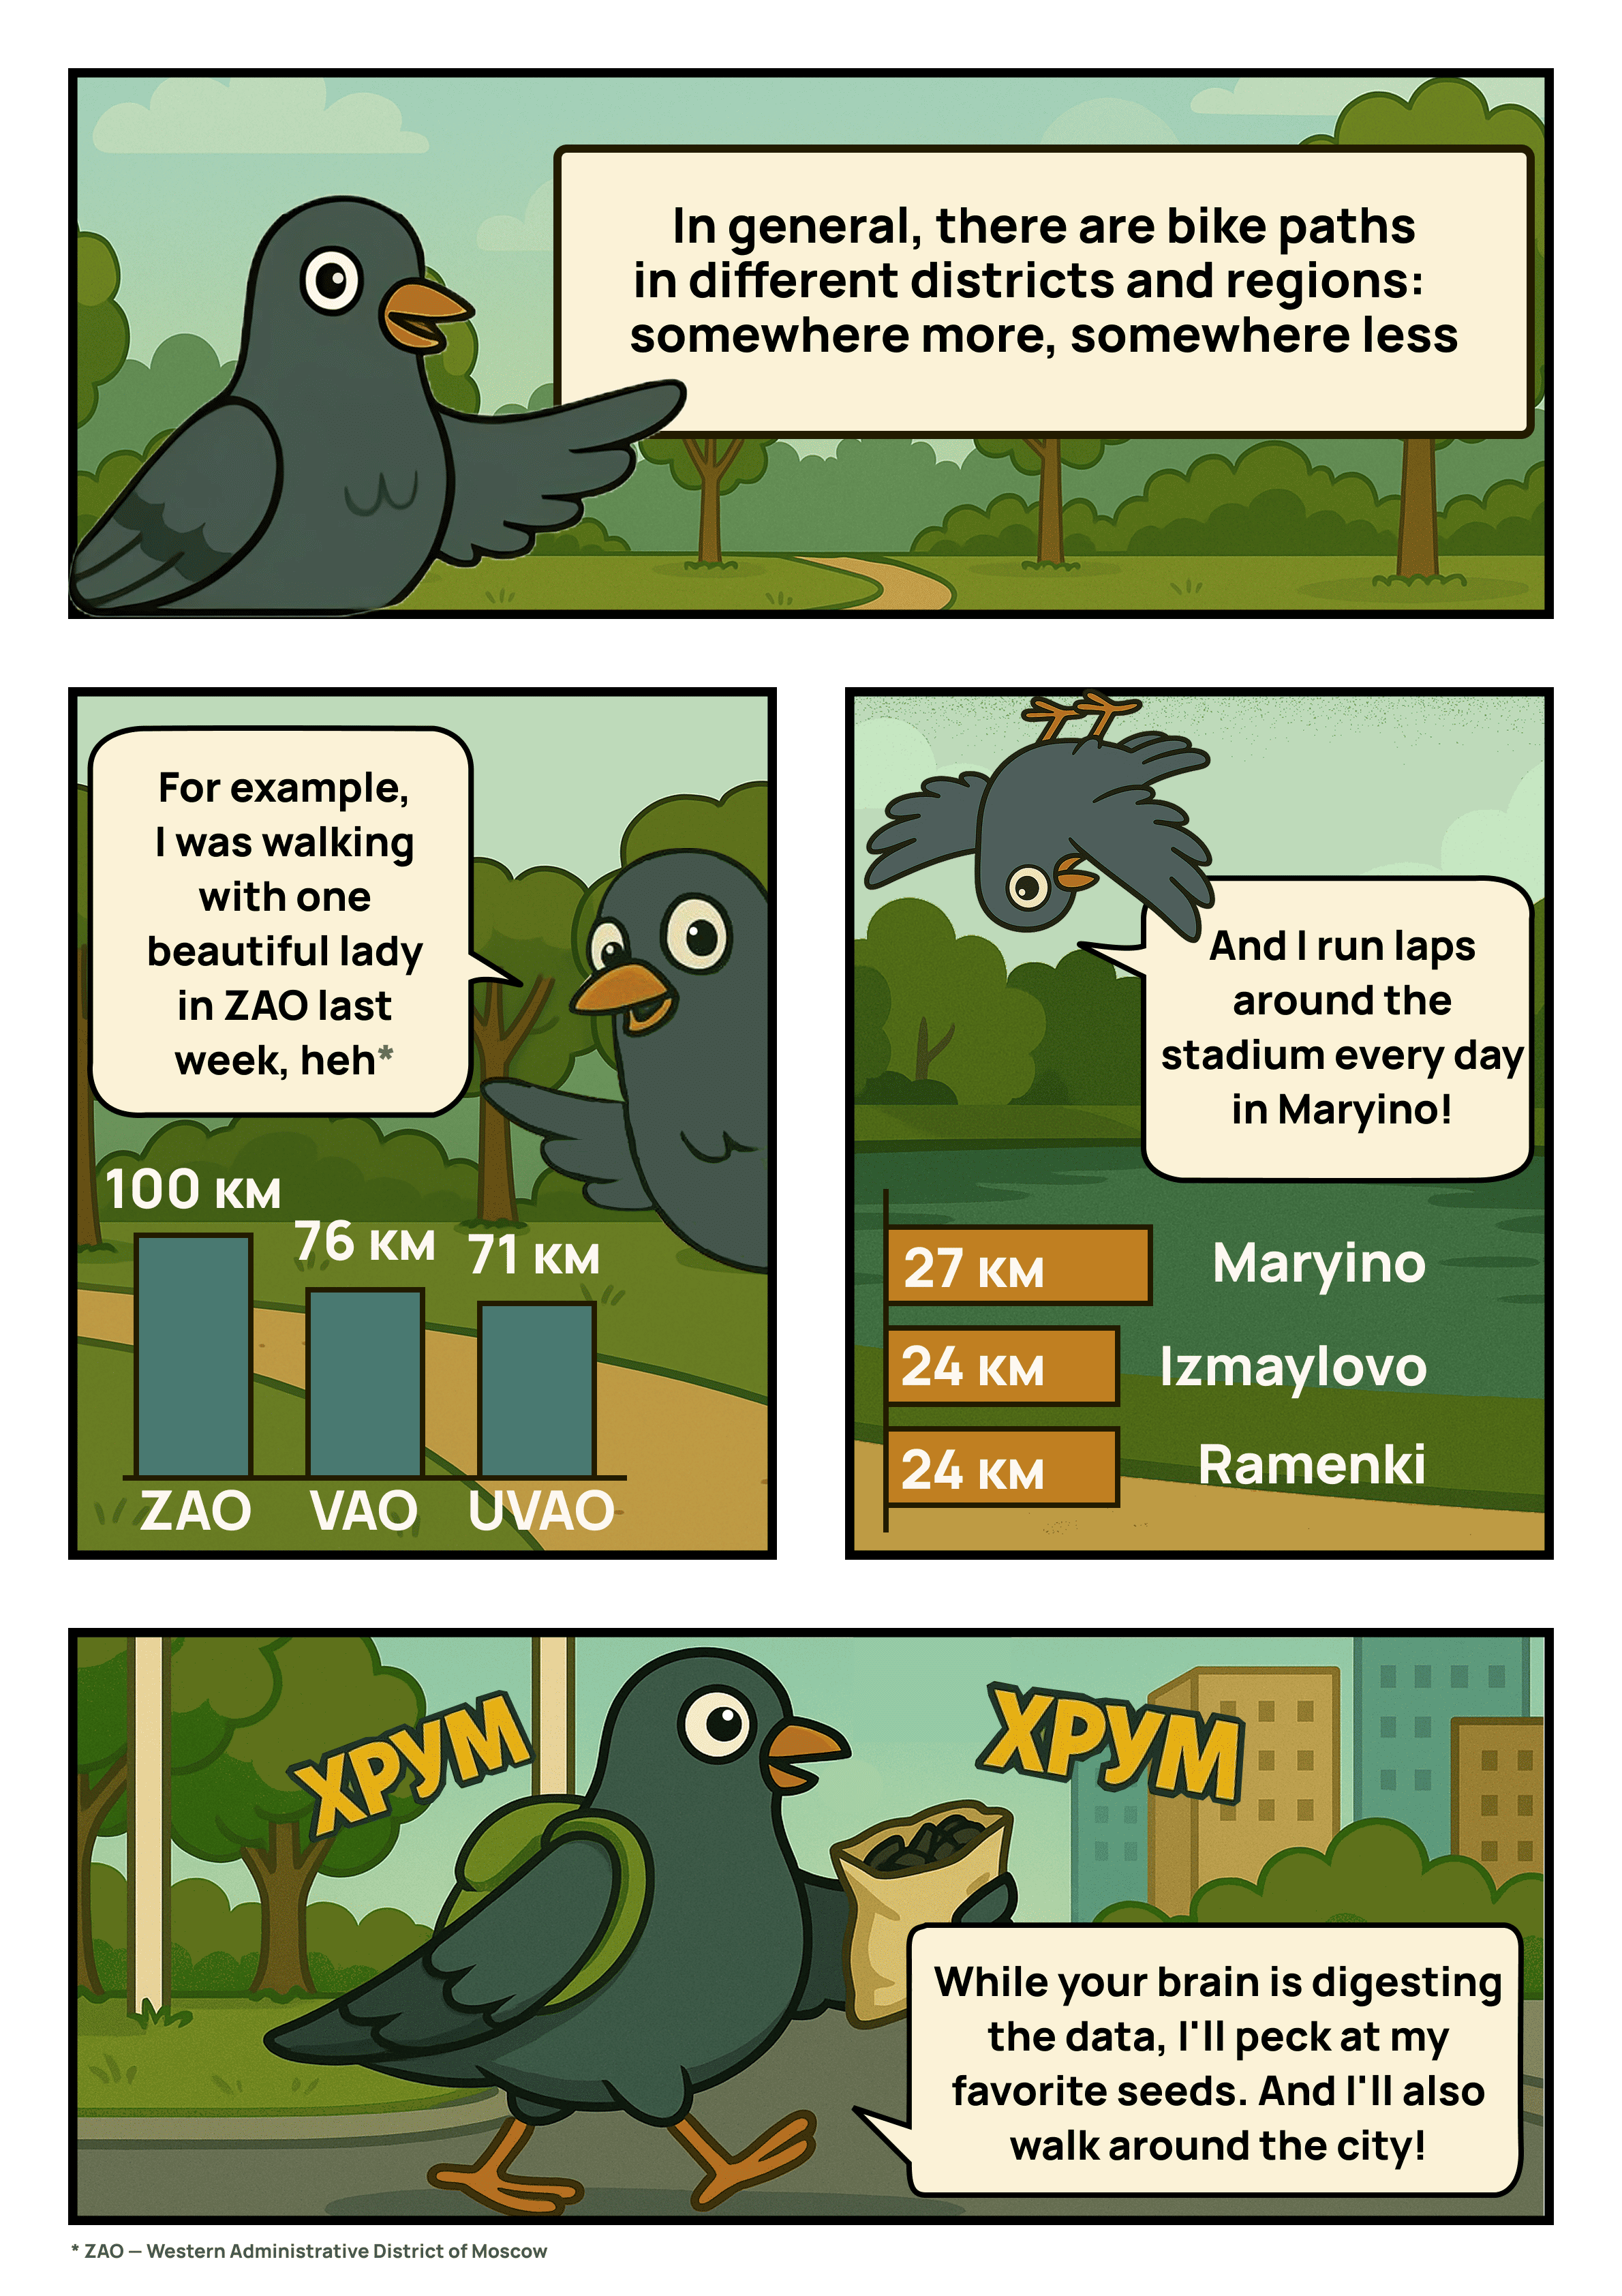 In general, there are bike paths
in different districts and regions:
somewhere more, somewhere less
For example,
I was walking
with one
beautiful lady
in ZAO last
week, heh*
100 км
76 км
71 км
ZAO
VAO
UVAO
And I run laps
around the
stadium every day
in Maryino!
27 км
Maryino
24 км
Izmaylovo
24 км
Ramenki
ХРУМ
ХРУМ
While your brain is digesting
the data, I'll peck at my
favorite seeds. And I'll also
walk around the city!
* ZAO — Western Administrative District of Moscow